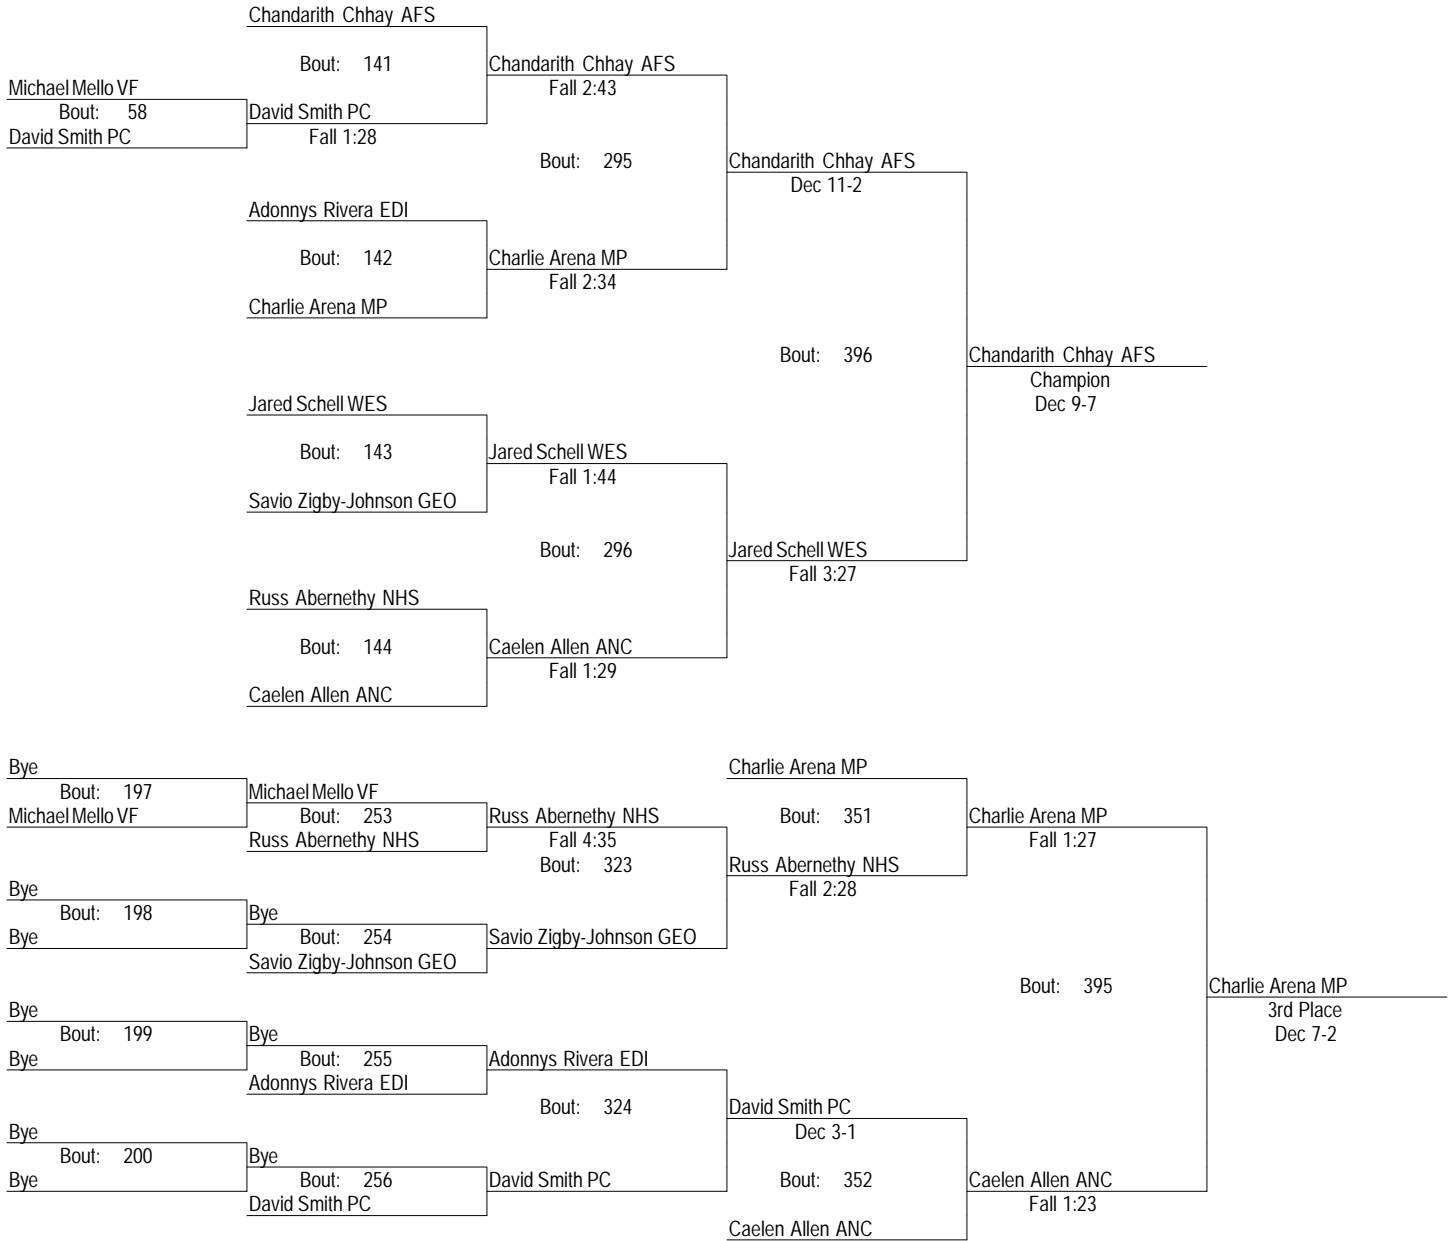 Chandarith Chhay AFS
Bout: 141
Chandarith Chhay AFS
Fall 2:43
Michael Mello VF
Bout: 58
David Smith PC
David Smith PC
Fall 1:28
Bout: 295
Chandarith Chhay AFS
Dec 11-2
Adonnys Rivera EDI
Bout: 142
Charlie Arena MP
Fall 2:34
Charlie Arena MP
Bout: 396
Chandarith Chhay AFS
Champion
Dec 9-7
Jared Schell WES
Bout: 143
Jared Schell WES
Fall 1:44
Savio Zigby-Johnson GEO
Bout: 296
Jared Schell WES
Fall 3:27
Russ Abernethy NHS
Bout: 144
Caelen Allen ANC
Fall 1:29
Caelen Allen ANC
Bye
Bout: 197
Michael Mello VF
Michael Mello VF
Bout: 253
Russ Abernethy NHS
Russ Abernethy NHS
Fall 4:35
Bout: 323
Charlie Arena MP
Bout: 351
Russ Abernethy NHS
Fall 2:28
Charlie Arena MP
Fall 1:27
Bye
Bout: 198
Bye
Bye
Bout: 254
Savio Zigby-Johnson GEO
Savio Zigby-Johnson GEO
Bout: 395
Charlie Arena MP
3rd Place
Dec 7-2
Bye
Bout: 199
Bye
Bye
Bout: 255
Adonnys Rivera EDI
Adonnys Rivera EDI
Bout: 324
David Smith PC
Dec 3-1
Bye
Bout: 200
Bye
Bye
Bout: 256
David Smith PC
David Smith PC
Bout: 352
Caelen Allen ANC
Fall 1:23
Caelen Allen ANC